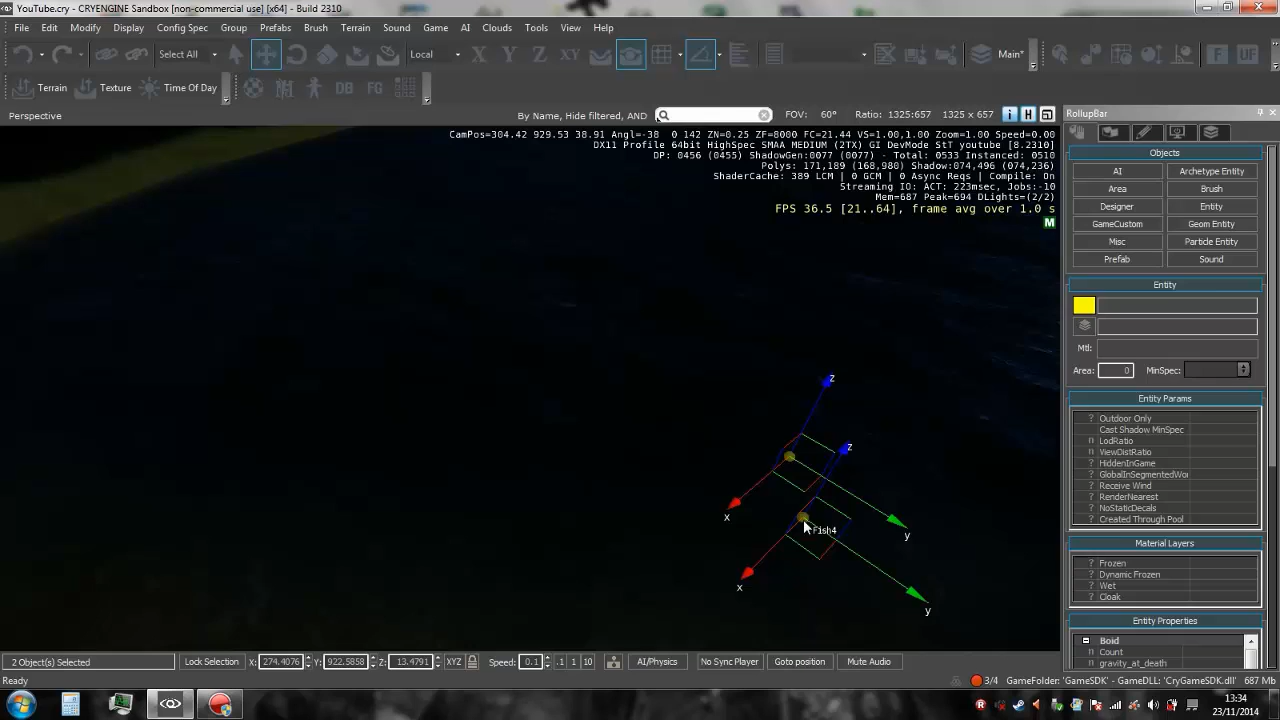 YouTube.cry - CRYENGINE Sandbox [non-commercial use] [x64] - Build 2310
File Edit Modify Display Config Spec Group Prefabs Brush Terrain Sound Game AI Clouds Tools View Help
Select All Local X Y Z XY Main* F UF
Terrain Texture Time Of Day DB FG
Perspective By Name, Hide filtered, AND FOV: 60° Ratio: 1325:657 1325 x 657 i H
RollupBar
CamPos=304.42 929.53 38.91 Angl=-38 0 142 ZN=0.25 ZF=8000 FC=21.44 VS=1.00,1.00 Zoom=1.00 Speed=0.00
DX11 Profile 64bit HighSpec SMAA MEDIUM (2TX) GI DevMode StT youtube [8.2310]
DP: 0456 (0455) ShadowGen:0077 (0077) - Total: 0533 Instanced: 0510
Polys: 171,189 (168,980) Shadow:074,496 (074,236)
ShaderCache: 389 LCM | 0 GCM | 0 Async Reqs | Compile: On
Streaming IO: ACT: 223msec, Jobs:-10
Mem=687 Peak=694 DLights=(2/2)
FPS 36.5 [21..64], frame avg over 1.0 s
M
z
z
x
y
Fish4
x
y
Objects
AI Archetype Entity
Area Brush
Designer Entity
GameCustom Geom Entity
Misc Particle Entity
Prefab Sound
Entity
Mtl:
Area: 0 MinSpec:
Entity Params
? Outdoor Only
Cast Shadow MinSpec
n LodRatio
n ViewDistRatio
? HiddenInGame
? GlobalInSegmentedWo
? Receive Wind
n RenderNearest
? NoStaticDecals
? Created Through Pool
Material Layers
? Frozen
? Dynamic Frozen
? Wet
? Cloak
Entity Properties
Boid
n Count
n gravity_at_death
2 Object(s) Selected Lock Selection X: 274.4076 Y: 922.5858 Z: 13.4791 XYZ Speed: 0.1 .1 1 10 AI/Physics No Sync Player Goto position Mute Audio
Ready 3/4 GameFolder: 'GameSDK' - GameDLL: 'CryGameSDK.dll' 687 Mb
13:34
23/11/2014